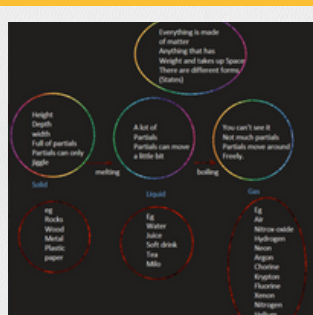 Everything is made
of matter
Anything that has
Weight and takes up Space
There are different forms
(States)
Height
Depth
width
Full of partials
Partials can only
Jiggle
A lot of
Partials
Partials can move
a little bit
You can't see it
Not much partials
Partials move around
Freely.
melting
boiling
Solid
Liquid
Gas
eg
Rocks
Wood
Metal
Plastic
paper
Eg
Water
Juice
Soft drink
Tea
Milo
Eg
Air
Nitrox oxide
Hydrogen
Neon
Argon
Chorine
Krypton
Fluorine
Xenon
Nitrogen